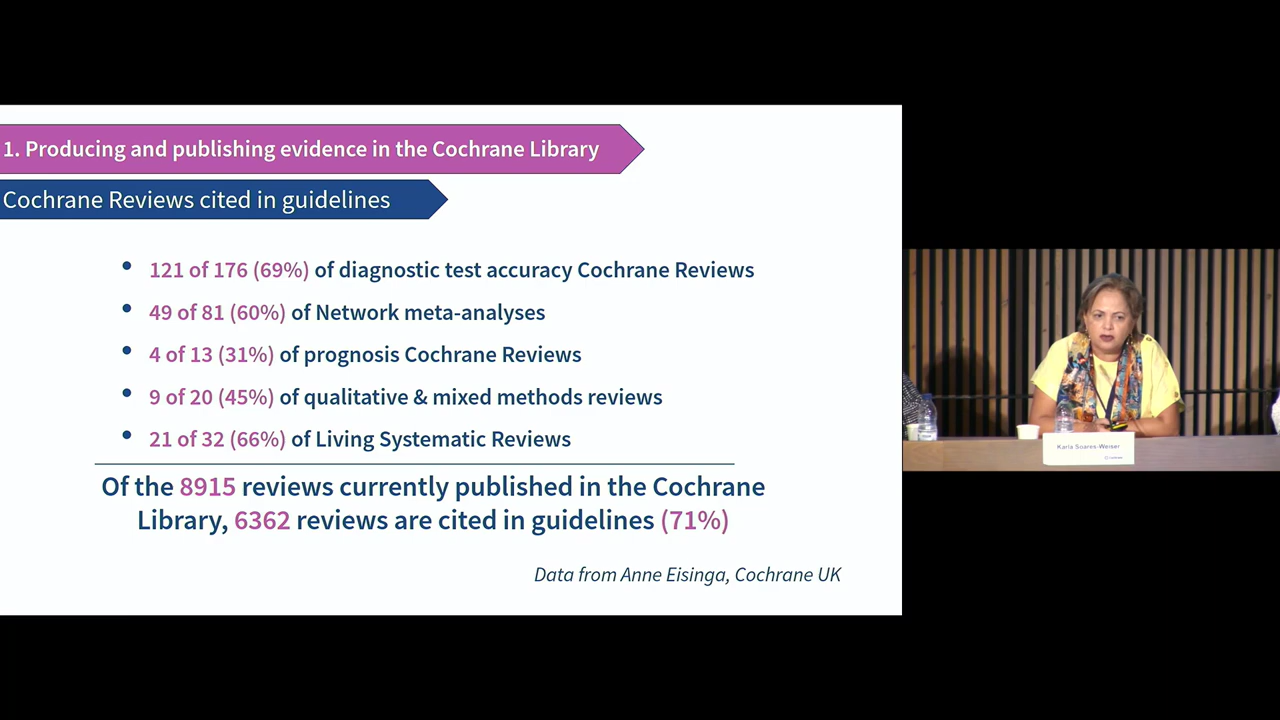 1. Producing and publishing evidence in the Cochrane Library
Cochrane Reviews cited in guidelines
• 121 of 176 (69%) of diagnostic test accuracy Cochrane Reviews
• 49 of 81 (60%) of Network meta-analyses
• 4 of 13 (31%) of prognosis Cochrane Reviews
• 9 of 20 (45%) of qualitative & mixed methods reviews
• 21 of 32 (66%) of Living Systematic Reviews
Of the 8915 reviews currently published in the Cochrane
Library, 6362 reviews are cited in guidelines (71%)
Data from Anne Eisinga, Cochrane UK
Karla Soares-Weiser